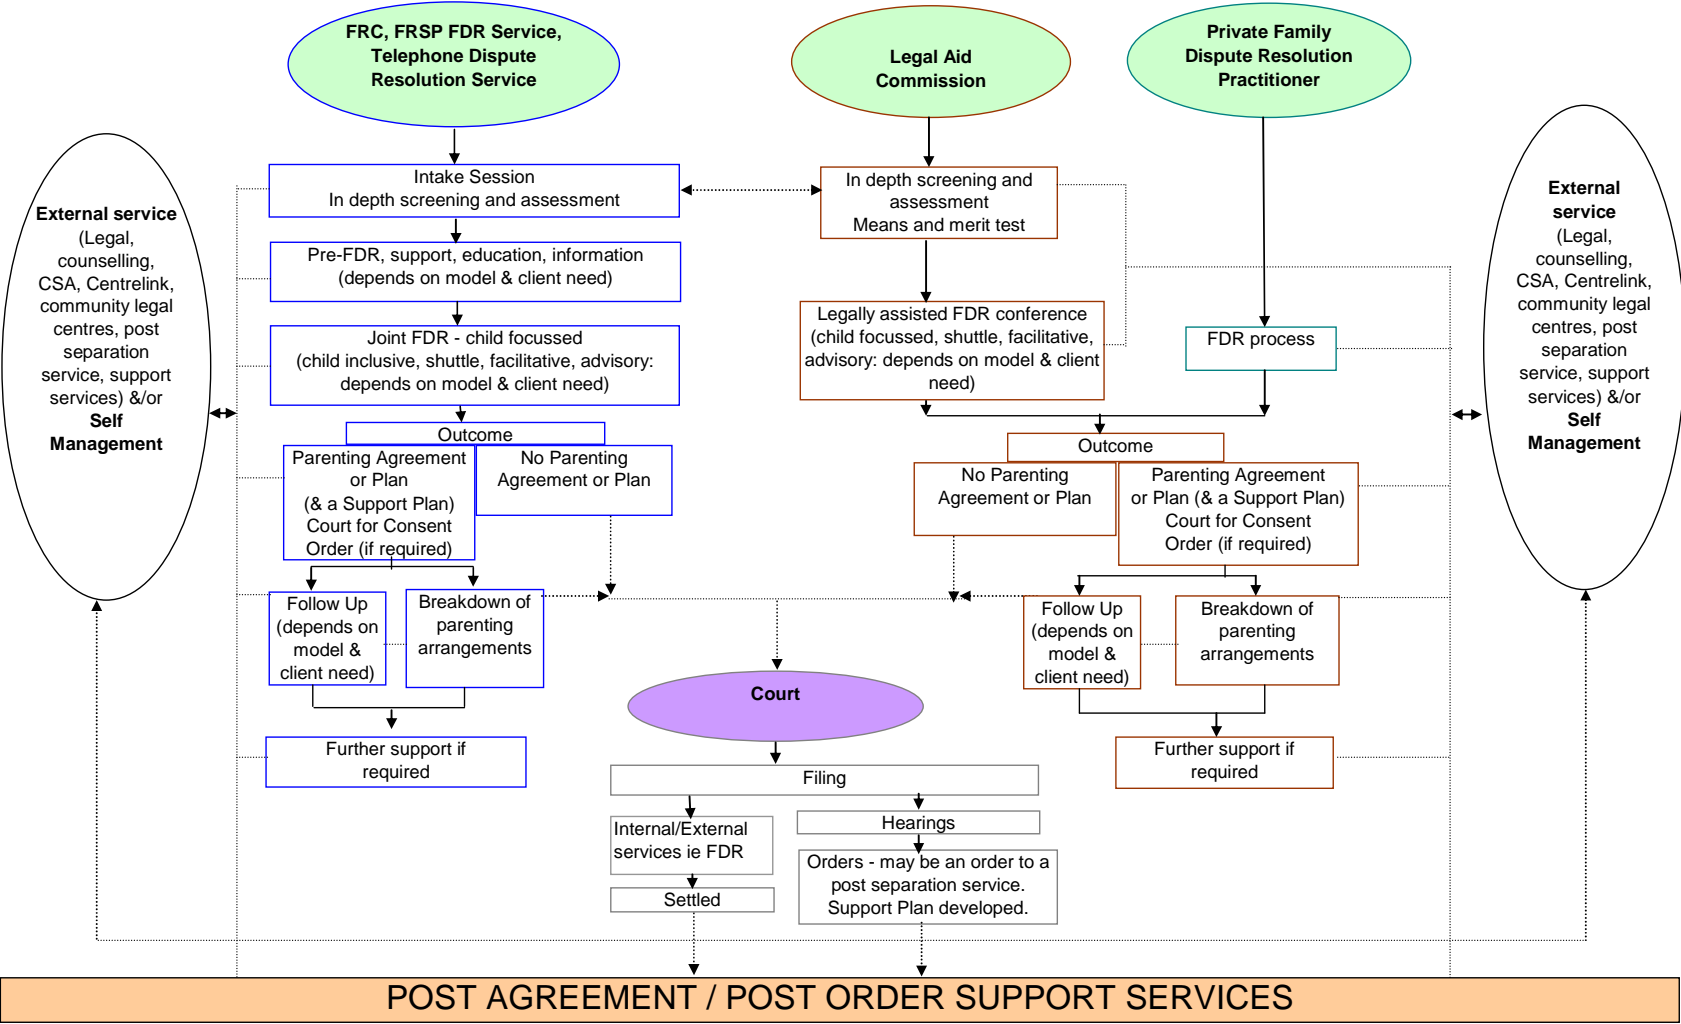 FRC, FRSP FDR Service,
Telephone Dispute
Resolution Service
Legal Aid
Commission
Private Family
Dispute Resolution
Practitioner
External service
(Legal,
counselling,
CSA, Centrelink,
community legal
centres, post
separation
service, support
services) &/or
Self
Management
Intake Session
In depth screening and assessment
Pre-FDR, support, education, information
(depends on model & client need)
Joint FDR - child focussed
(child inclusive, shuttle, facilitative, advisory:
depends on model & client need)
Outcome
Parenting Agreement
or Plan
(& a Support Plan)
Court for Consent
Order (if required)
No Parenting
Agreement or Plan
Follow Up
(depends on
model &
client need)
Breakdown of
parenting
arrangements
Further support if
required
In depth screening and
assessment
Means and merit test
Legally assisted FDR conference
(child focussed, shuttle, facilitative,
advisory: depends on model & client
need)
FDR process
Outcome
No Parenting
Agreement or Plan
Parenting Agreement
or Plan (& a Support Plan)
Court for Consent
Order (if required)
Follow Up
(depends on
model &
client need)
Breakdown of
parenting
arrangements
Further support if
required
External
service
(Legal,
counselling,
CSA, Centrelink,
community legal
centres, post
separation
service, support
services) &/or
Self
Management
Court
Filing
Internal/External
services ie FDR
Settled
Hearings
Orders - may be an order to a
post separation service.
Support Plan developed.
POST AGREEMENT / POST ORDER SUPPORT SERVICES